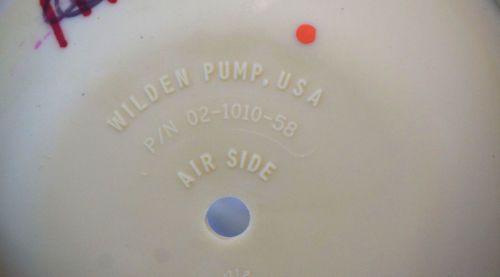 WILDEN PUMP, USA
P/N 02-1010-58
AIR SIDE